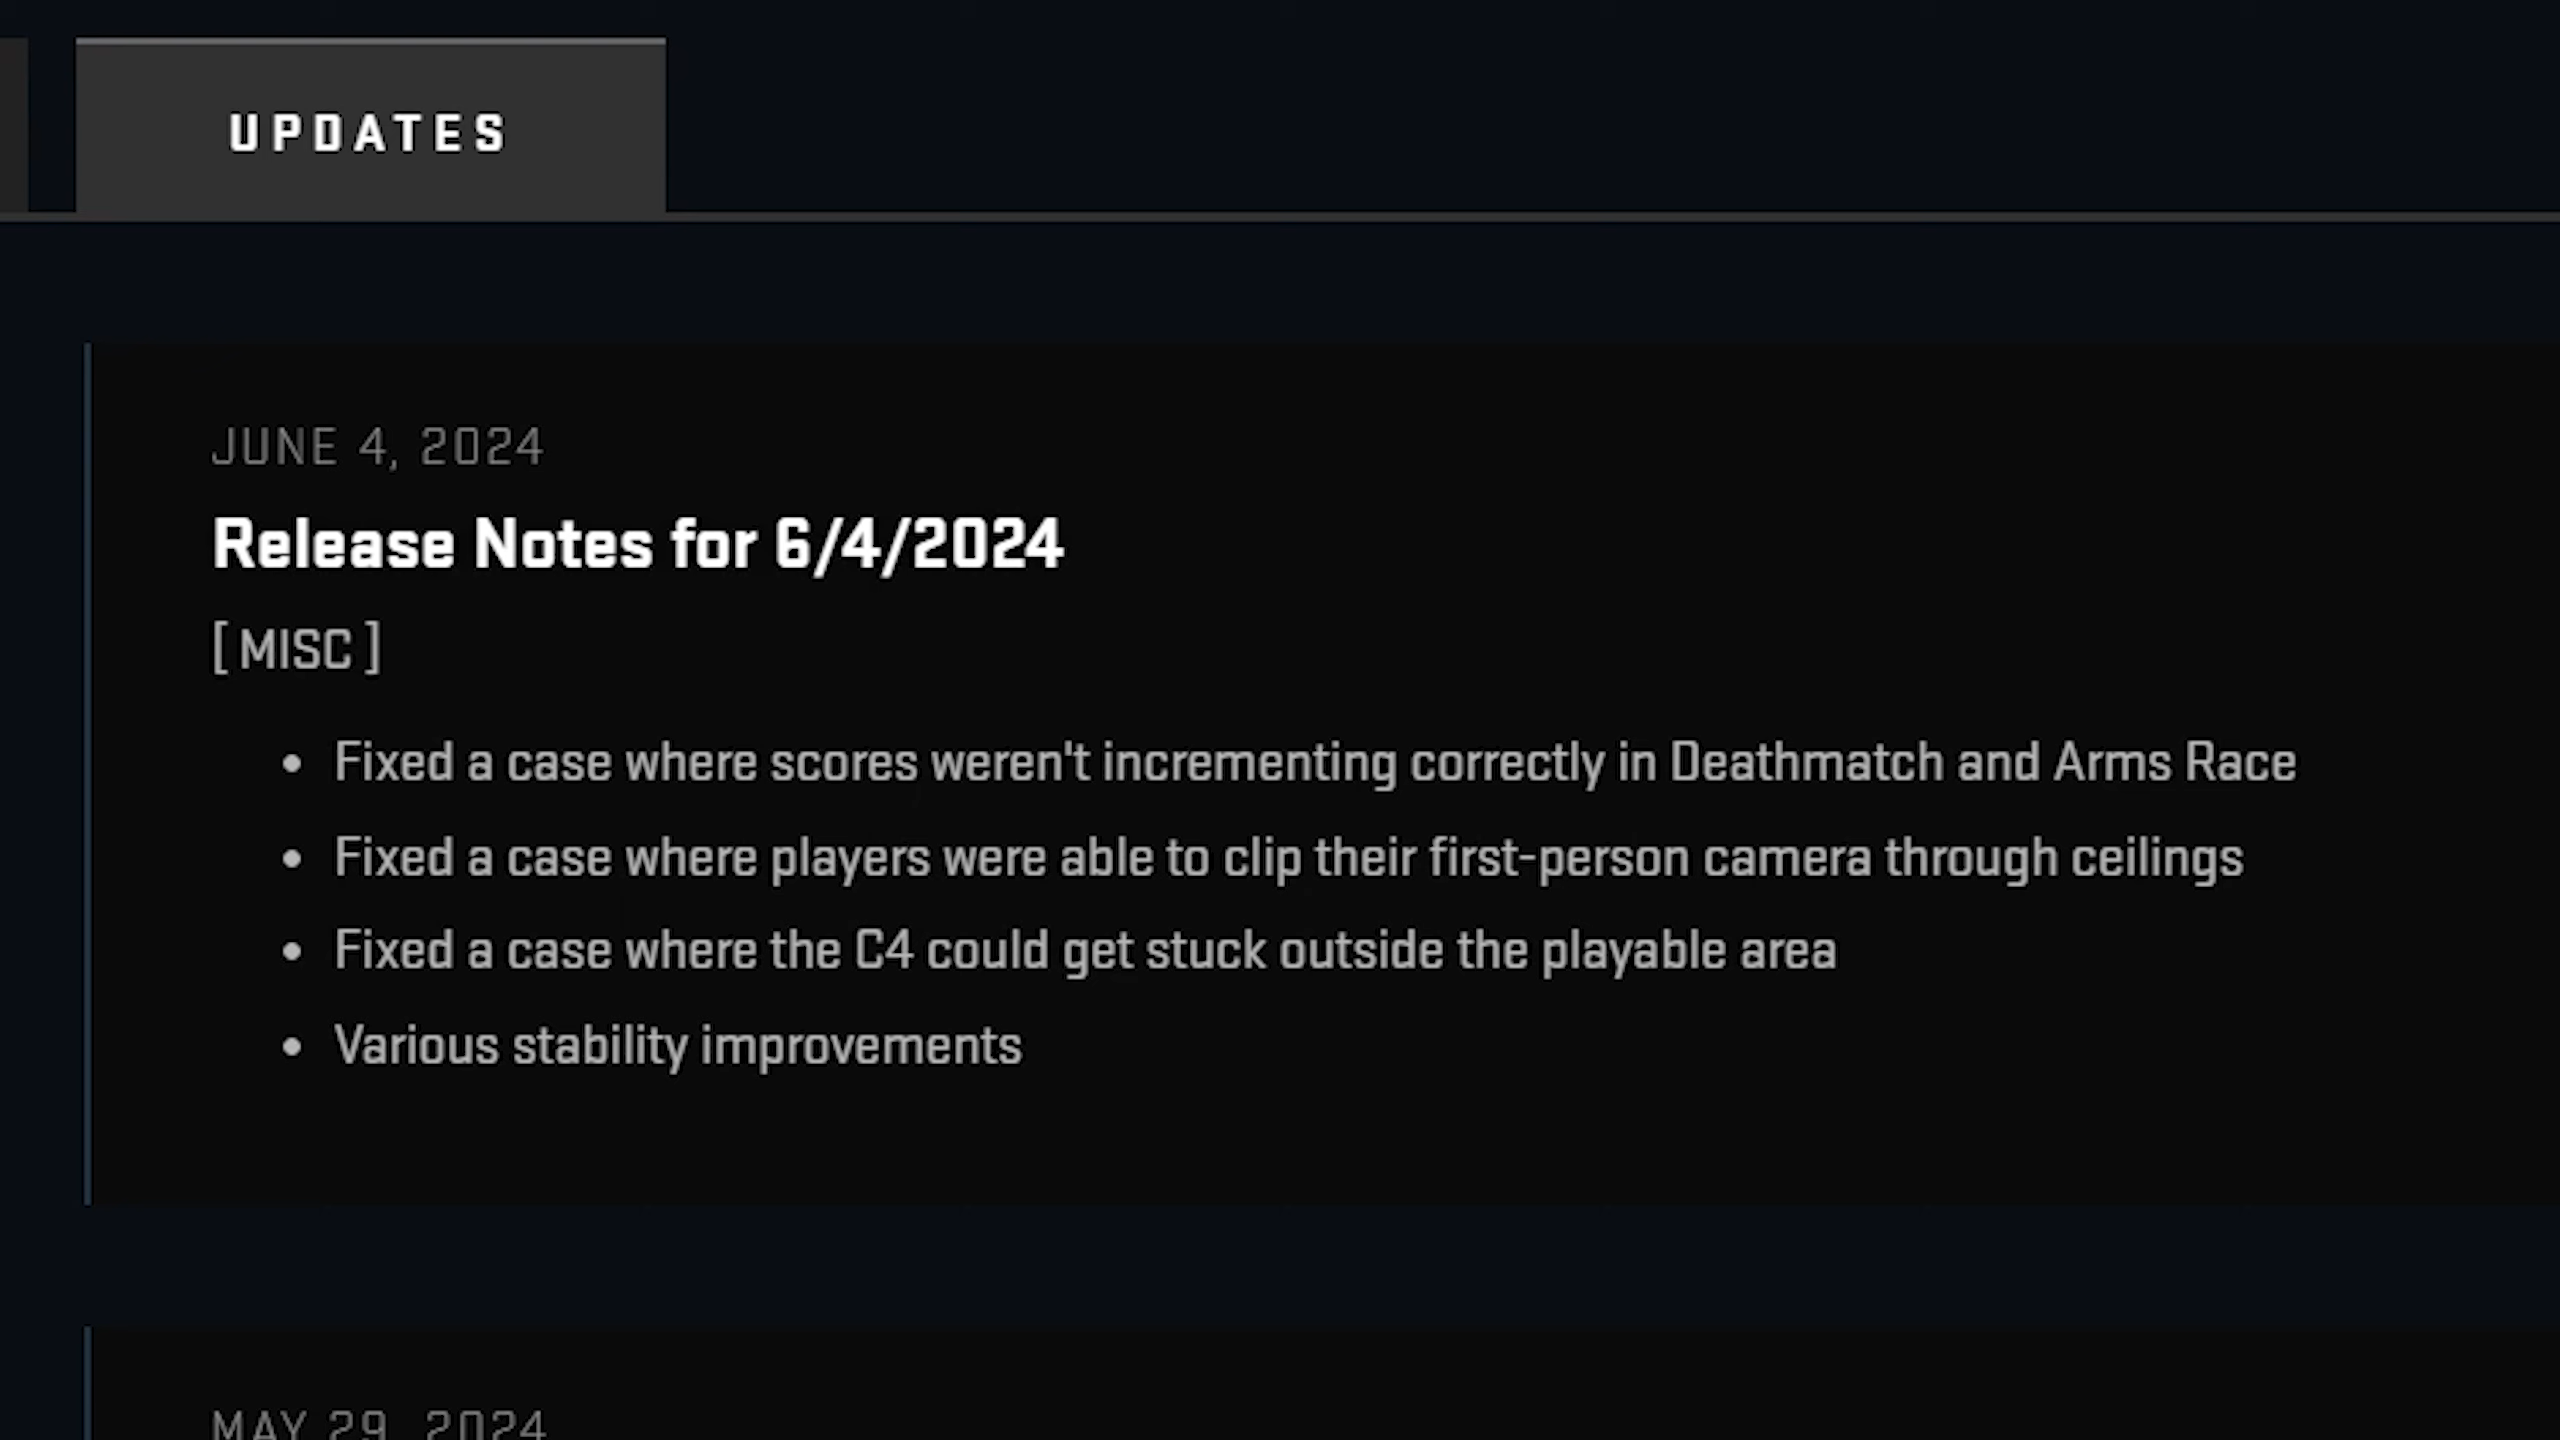 UPDATES
JUNE 4, 2024
Release Notes for 6/4/2024
[ MISC ]
• Fixed a case where scores weren't incrementing correctly in Deathmatch and Arms Race
• Fixed a case where players were able to clip their first-person camera through ceilings
• Fixed a case where the C4 could get stuck outside the playable area
• Various stability improvements
MAY 29, 2024